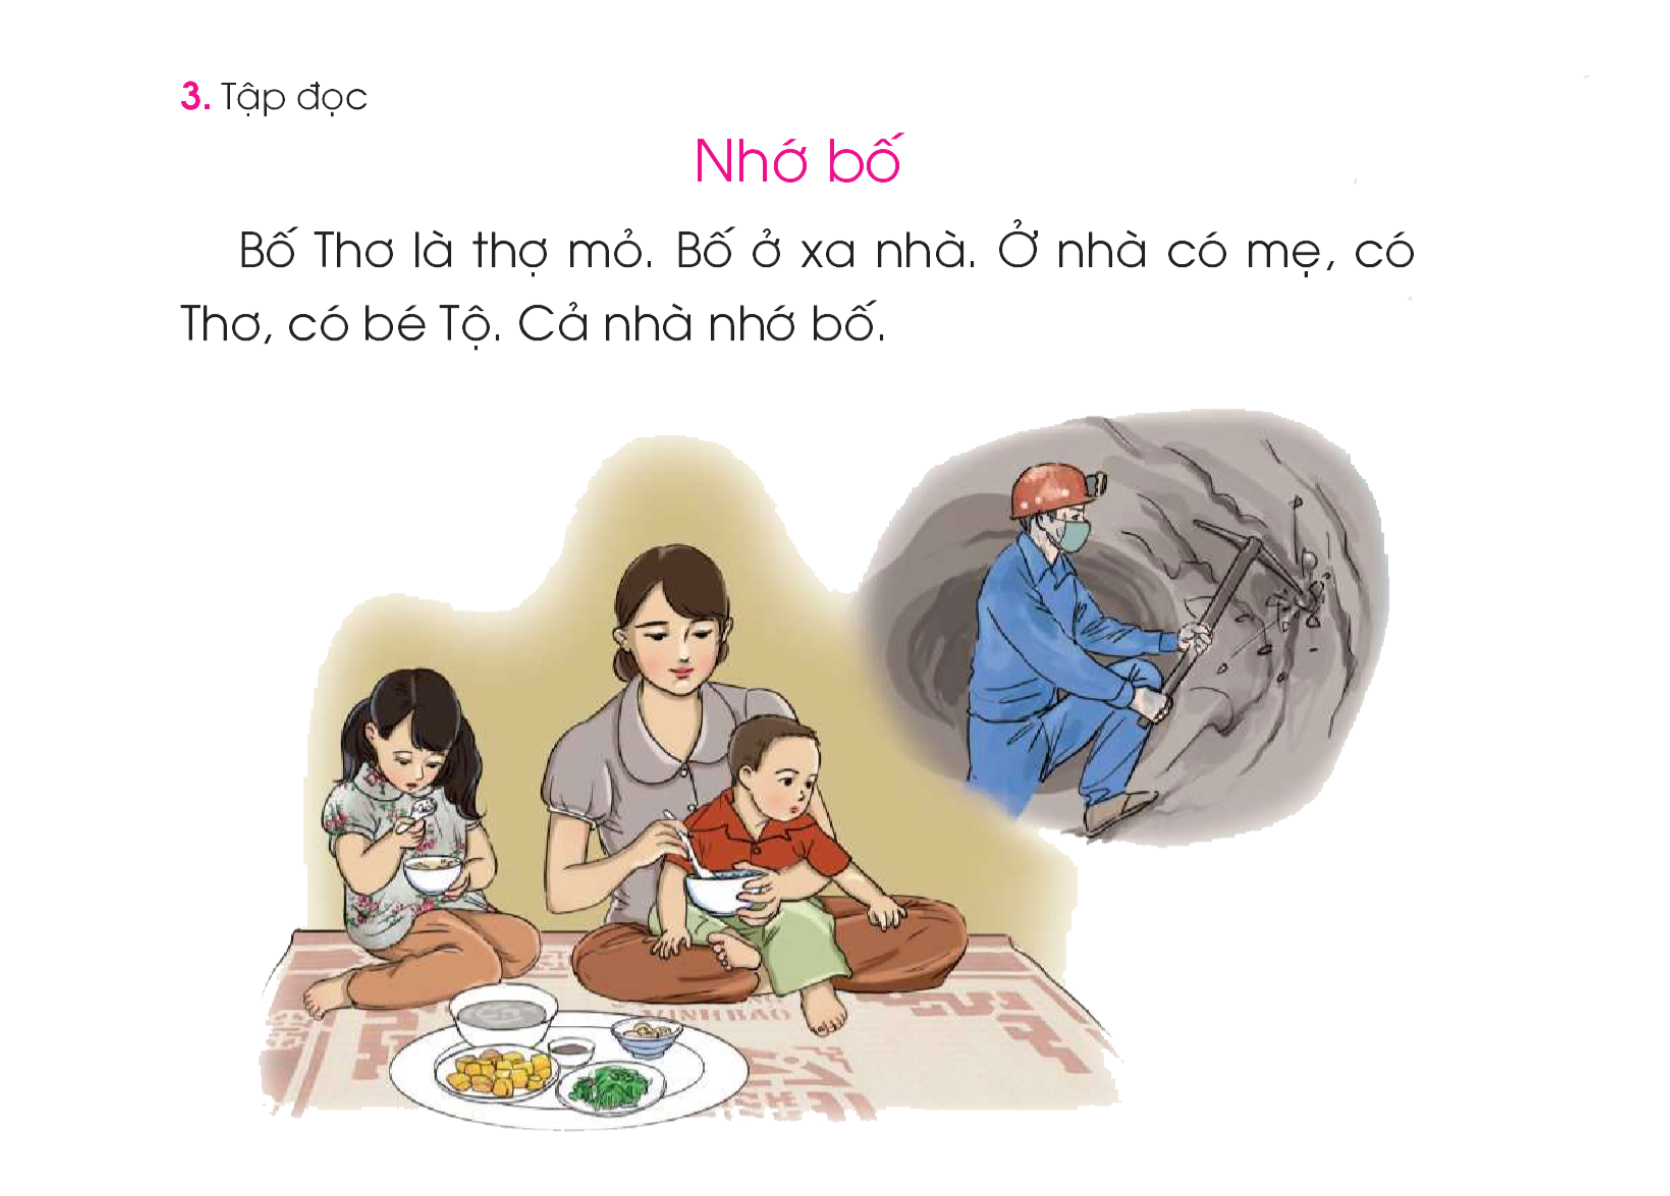 3. Tập đọc
Nhớ bố
Bố Thơ là thợ mỏ. Bố ở xa nhà. Ở nhà có mẹ, có
Thơ, có bé Tộ. Cả nhà nhớ bố.